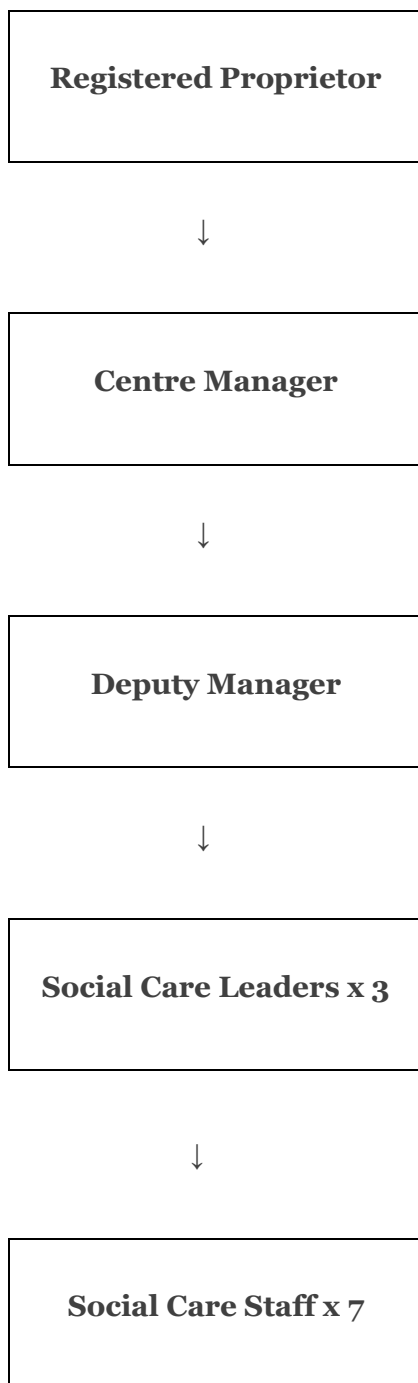 Registered Proprietor
↓
Centre Manager
↓
Deputy Manager
↓
Social Care Leaders x 3
↓
Social Care Staff x 7